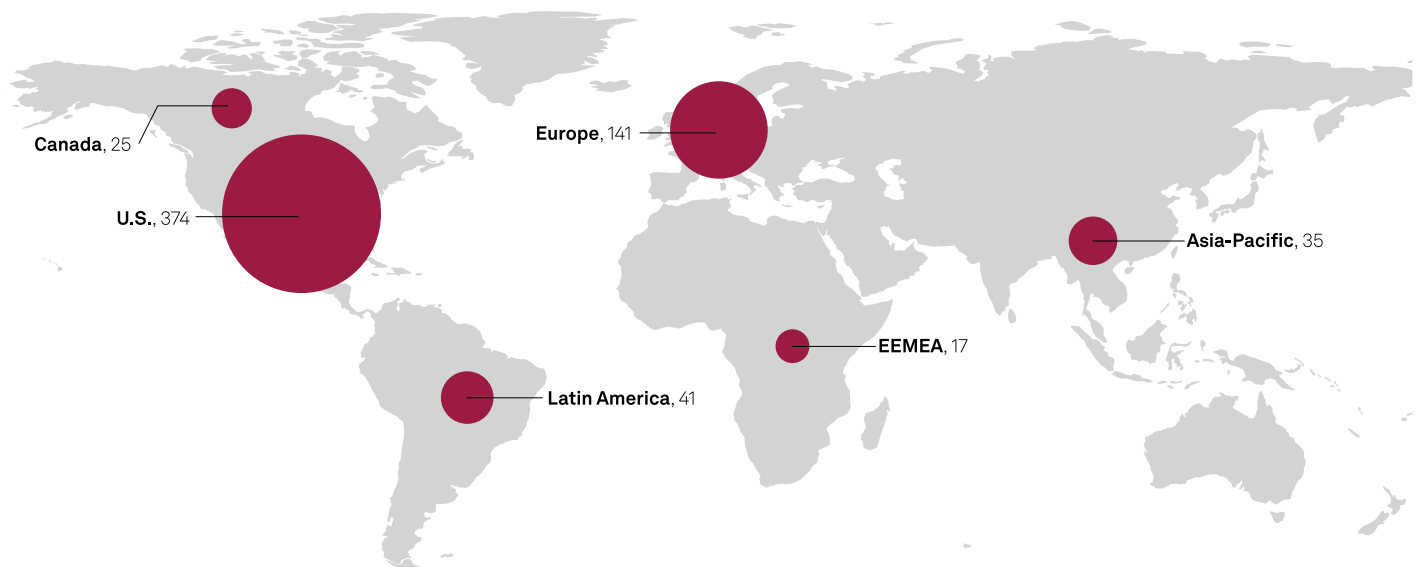 Canada, 25
Europe, 141
U.S., 374
Asia-Pacific, 35
EEMEA, 17
Latin America, 41